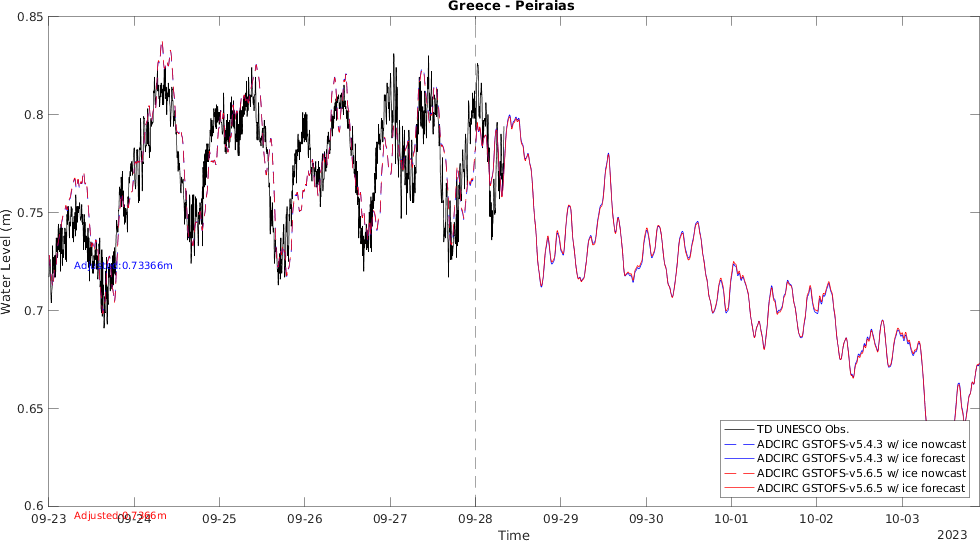 Greece - Peiraias
0.85
0.8
0.75
0.7
0.65
0.6
Water Level (m)
Adjusted:0.73366m
Adjusted:0.7366m
TD UNESCO Obs.
ADCIRC GSTOFS-v5.4.3 w/ ice nowcast
ADCIRC GSTOFS-v5.4.3 w/ ice forecast
ADCIRC GSTOFS-v5.6.5 w/ ice nowcast
ADCIRC GSTOFS-v5.6.5 w/ ice forecast
09-23 09-24 09-25 09-26 09-27 09-28 09-29 09-30 10-01 10-02 10-03
Time
2023